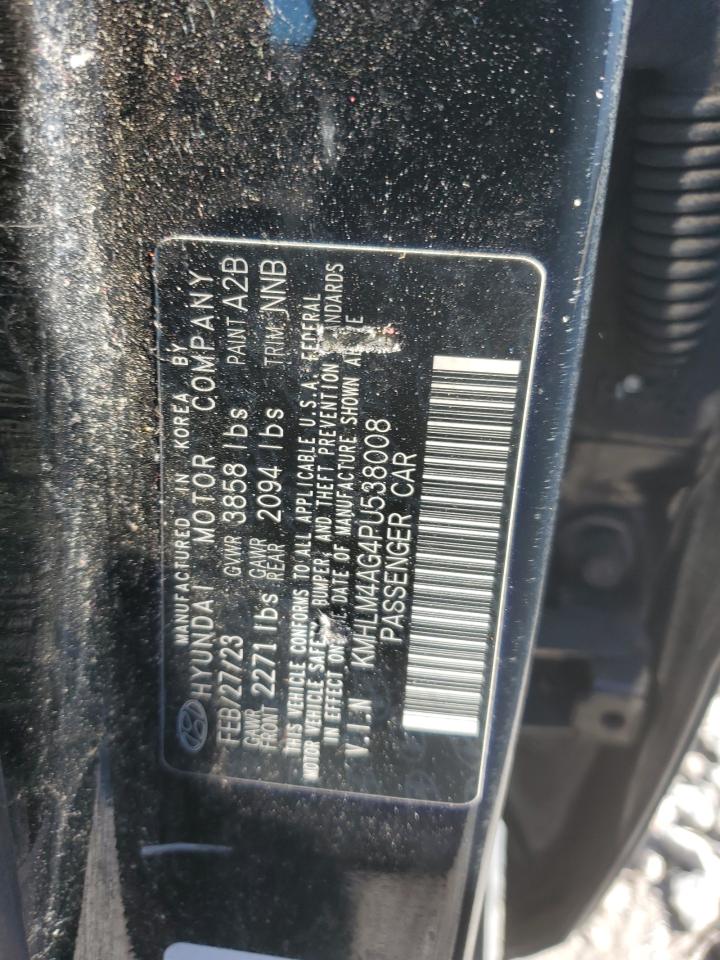 MANUFACTURED IN KOREA BY
HYUNDAI MOTOR COMPANY
FEB/27/23 GVWR 3858 lbs PAINT A2B
GAWR FRONT 2271 lbs GAWR REAR 2094 lbs TRIM NNB
THIS VEHICLE CONFORMS TO ALL APPLICABLE U.S.A. FEDERAL
MOTOR VEHICLE SAFETY, BUMPER AND THEFT PREVENTION STANDARDS
IN EFFECT ON DATE OF MANUFACTURE SHOWN
V.I.N KMHLM4AG4PU538008
PASSENGER CAR